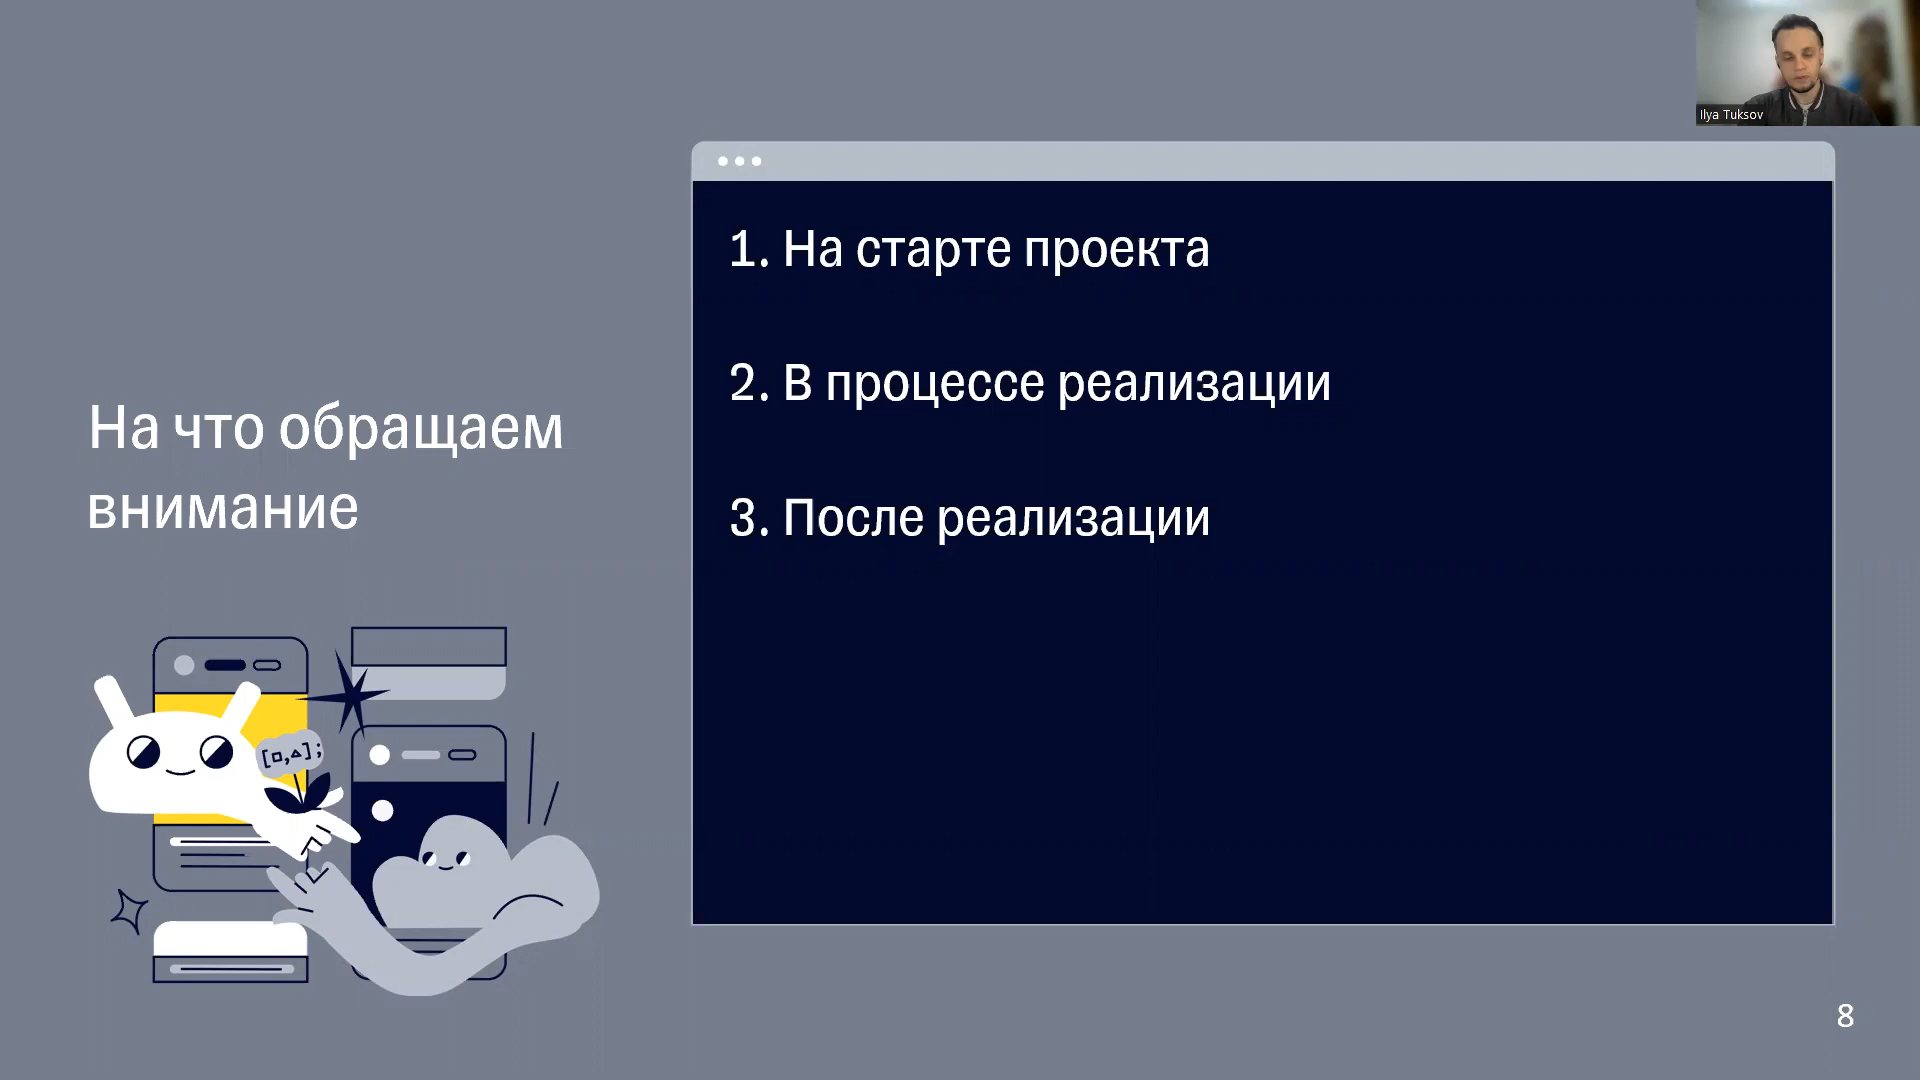 Ilya Tuksov
На что обращаем
внимание
1. На старте проекта
2. В процессе реализации
3. После реализации
[□,△];
8